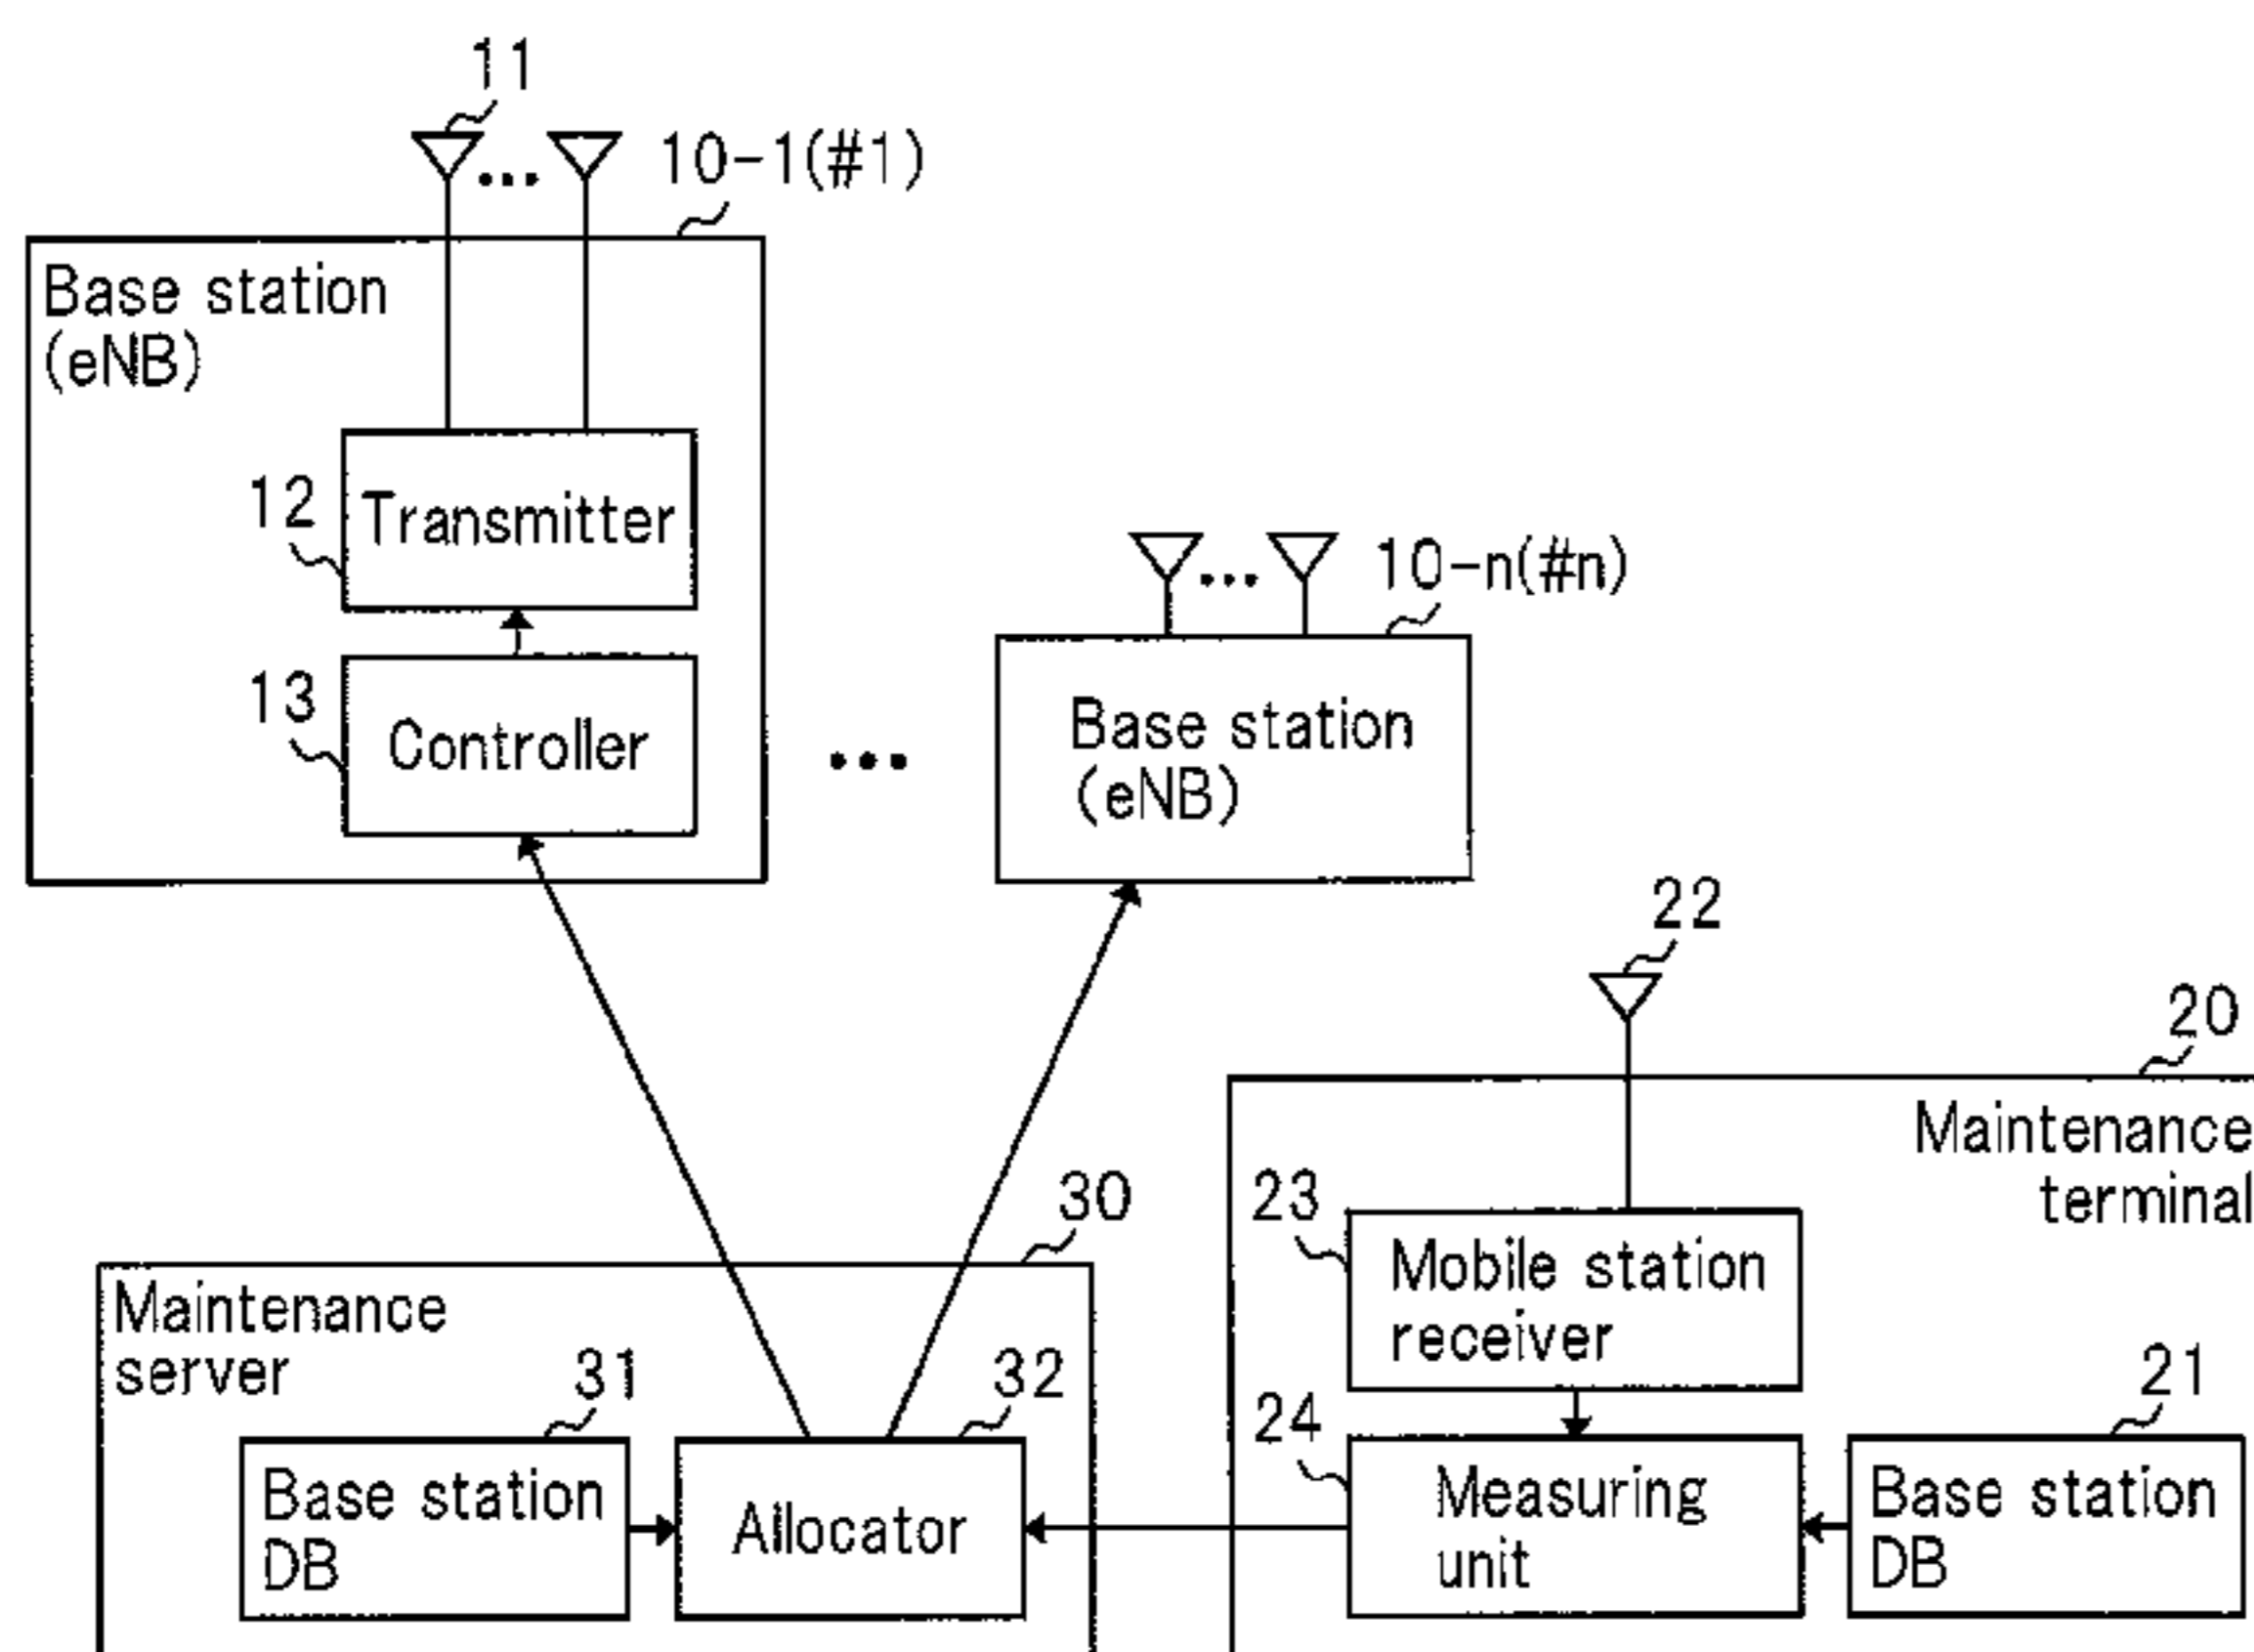 11
10-1(#1)
Base station
(eNB)
12
Transmitter
13
Controller
10-n(#n)
Base station
(eNB)
22
20
Maintenance
terminal
23
Mobile station
receiver
24
Measuring
unit
21
Base station
DB
30
Maintenance
server
31
Base station
DB
32
Allocator